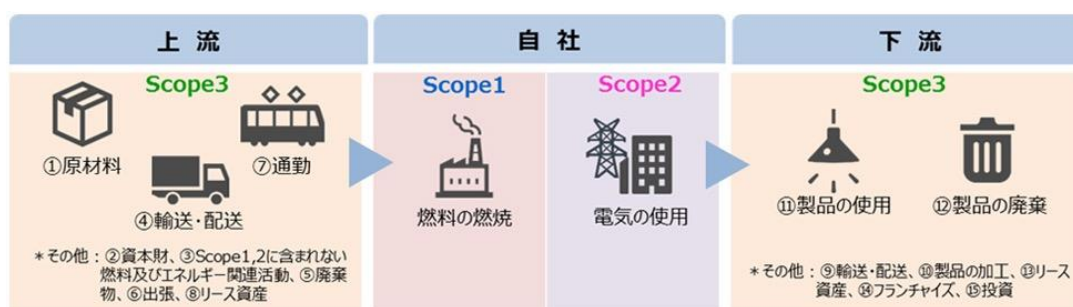 上流
自社
下流
Scope3
①原材料
⑦通勤
④輸送・配送
＊その他：②資本財、③Scope1,2に含まれない
燃料及びエネルギー関連活動、⑤廃棄
物、⑥出張、⑧リース資産
Scope1
燃料の燃焼
Scope2
電気の使用
Scope3
⑪製品の使用
⑫製品の廃棄
＊その他：⑨輸送・配送、⑩製品の加工、⑬リース
資産、⑭フランチャイズ、⑮投資